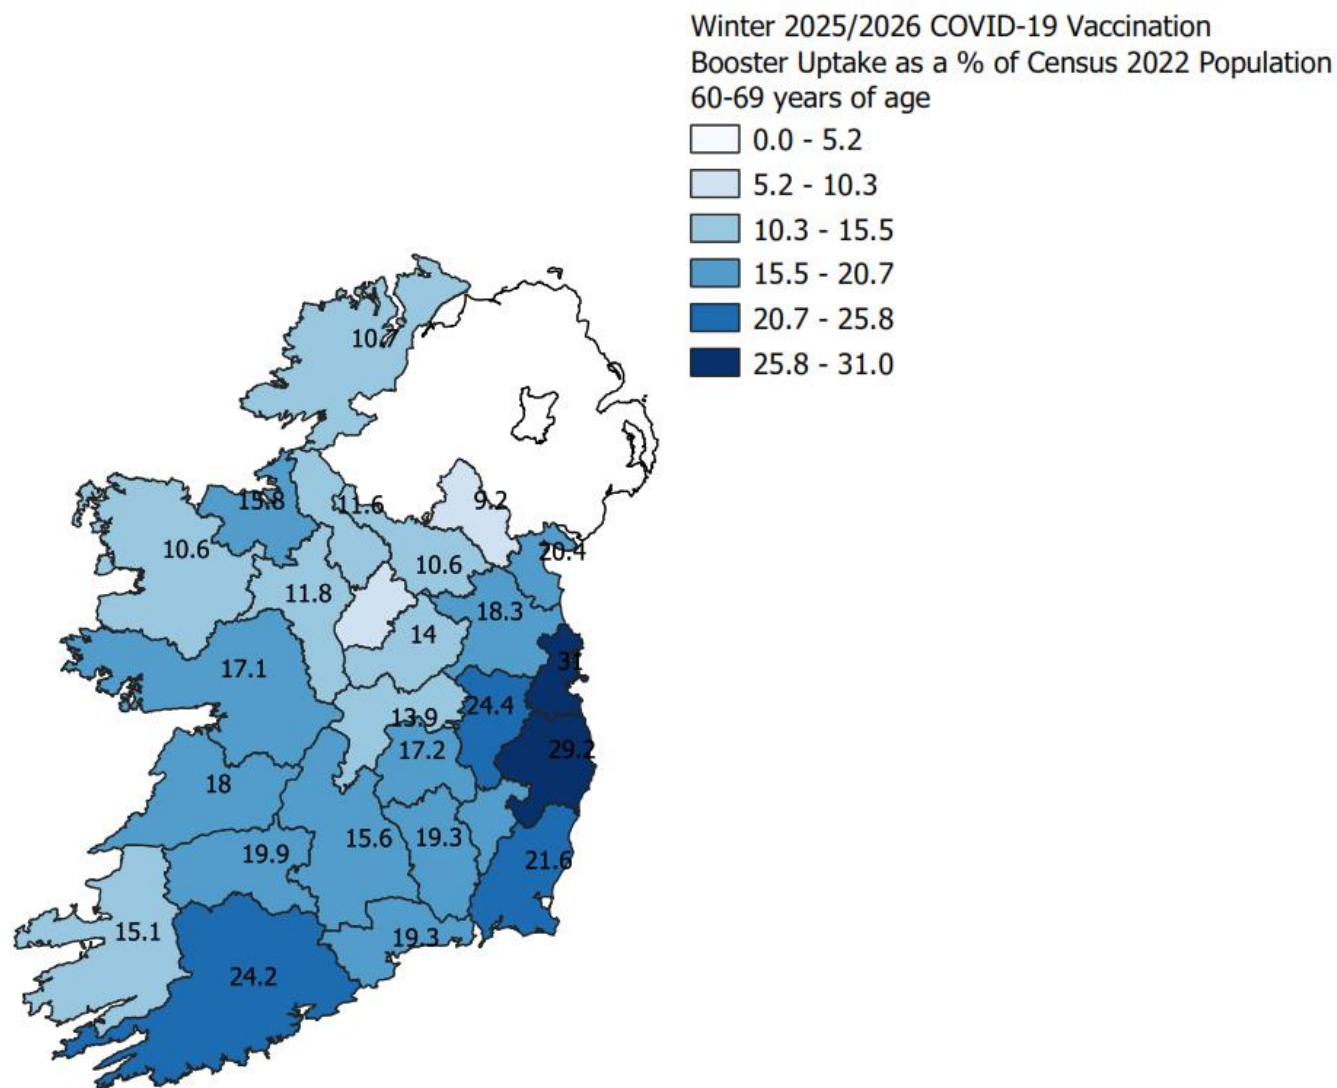 Winter 2025/2026 COVID-19 Vaccination
Booster Uptake as a % of Census 2022 Population
60-69 years of age
0.0 - 5.2
5.2 - 10.3
10.3 - 15.5
15.5 - 20.7
20.7 - 25.8
25.8 - 31.0
10.7
15.8
11.6
9.2
10.6
10.6
20.4
11.8
18.3
14
17.1
31
13.9
24.4
17.2
29.2
18
15.6
19.3
19.9
21.6
15.1
19.3
24.2